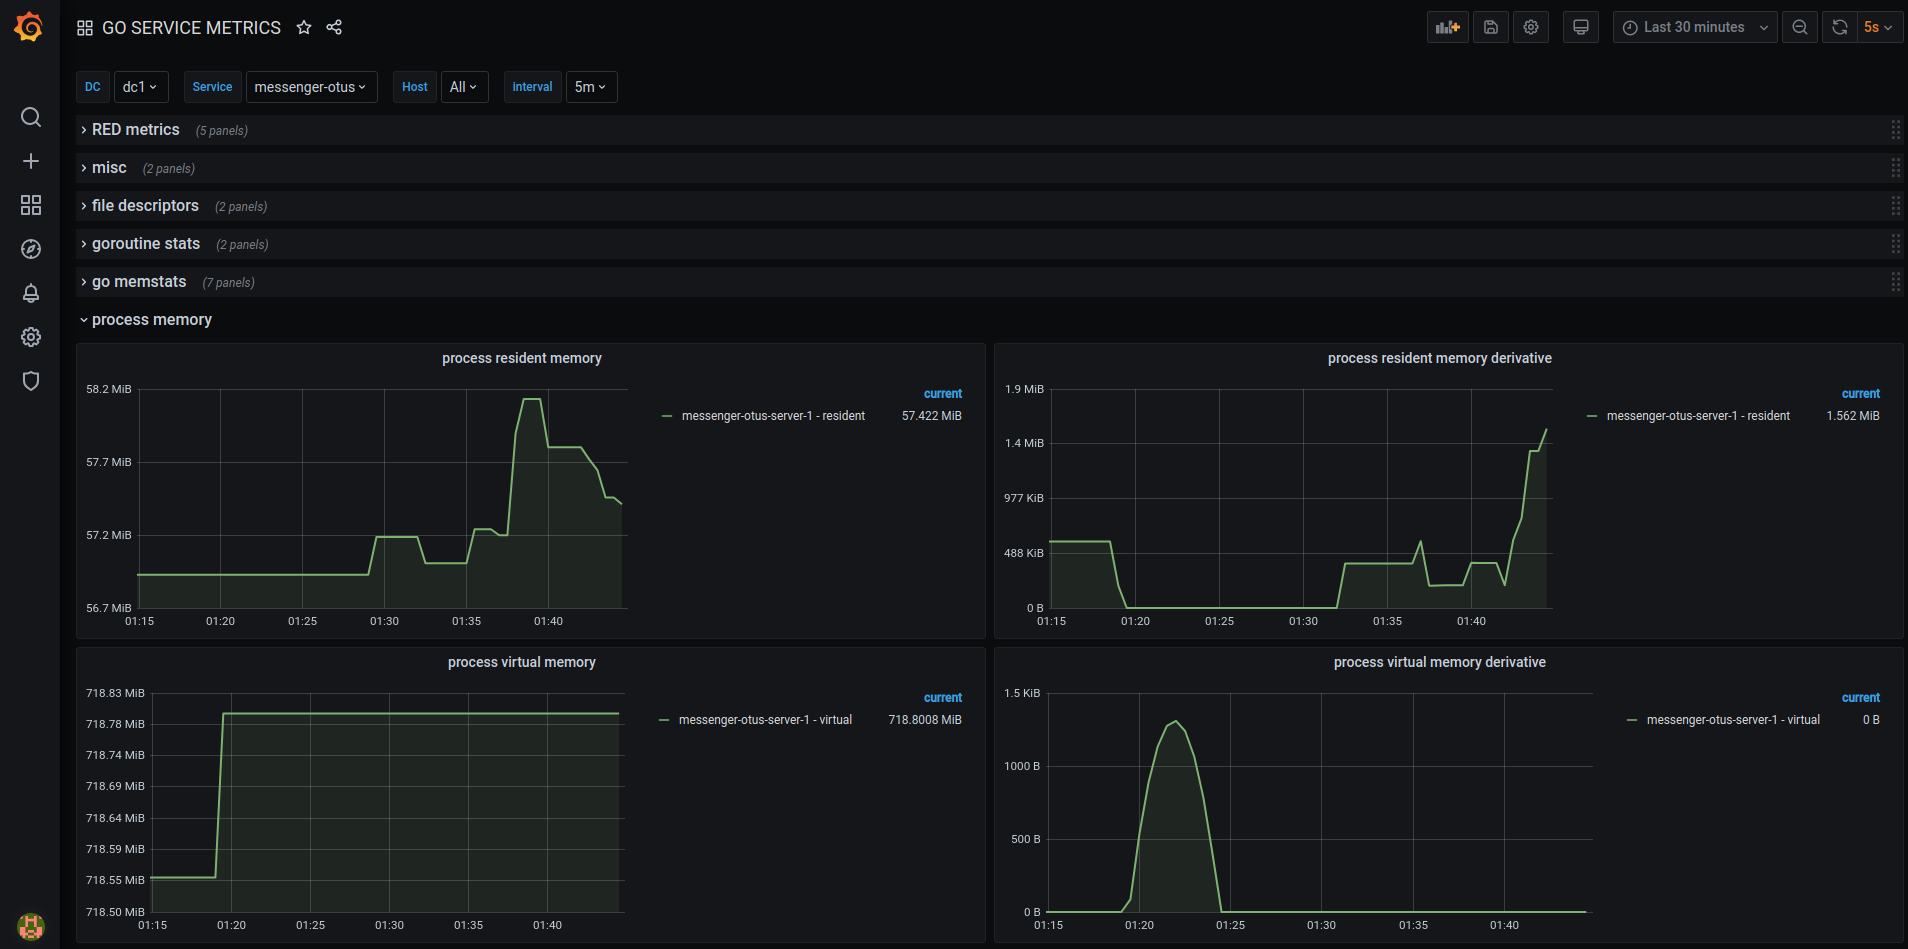 GO SERVICE METRICS
Last 30 minutes
5s
DC dc1 Service messenger-otus Host All Interval 5m
RED metrics (5 panels)
misc (2 panels)
file descriptors (2 panels)
goroutine stats (2 panels)
go memstats (7 panels)
process memory
process resident memory
58.2 MiB
57.7 MiB
57.2 MiB
56.7 MiB
01:15 01:20 01:25 01:30 01:35 01:40
current
messenger-otus-server-1 - resident 57.422 MiB
process resident memory derivative
1.9 MiB
1.4 MiB
977 KiB
488 KiB
0 B
01:15 01:20 01:25 01:30 01:35 01:40
current
messenger-otus-server-1 - resident 1.562 MiB
process virtual memory
718.83 MiB
718.78 MiB
718.74 MiB
718.69 MiB
718.64 MiB
718.59 MiB
718.55 MiB
718.50 MiB
01:15 01:20 01:25 01:30 01:35 01:40
current
messenger-otus-server-1 - virtual 718.8008 MiB
process virtual memory derivative
1.5 KiB
1000 B
500 B
0 B
01:15 01:20 01:25 01:30 01:35 01:40
current
messenger-otus-server-1 - virtual 0 B